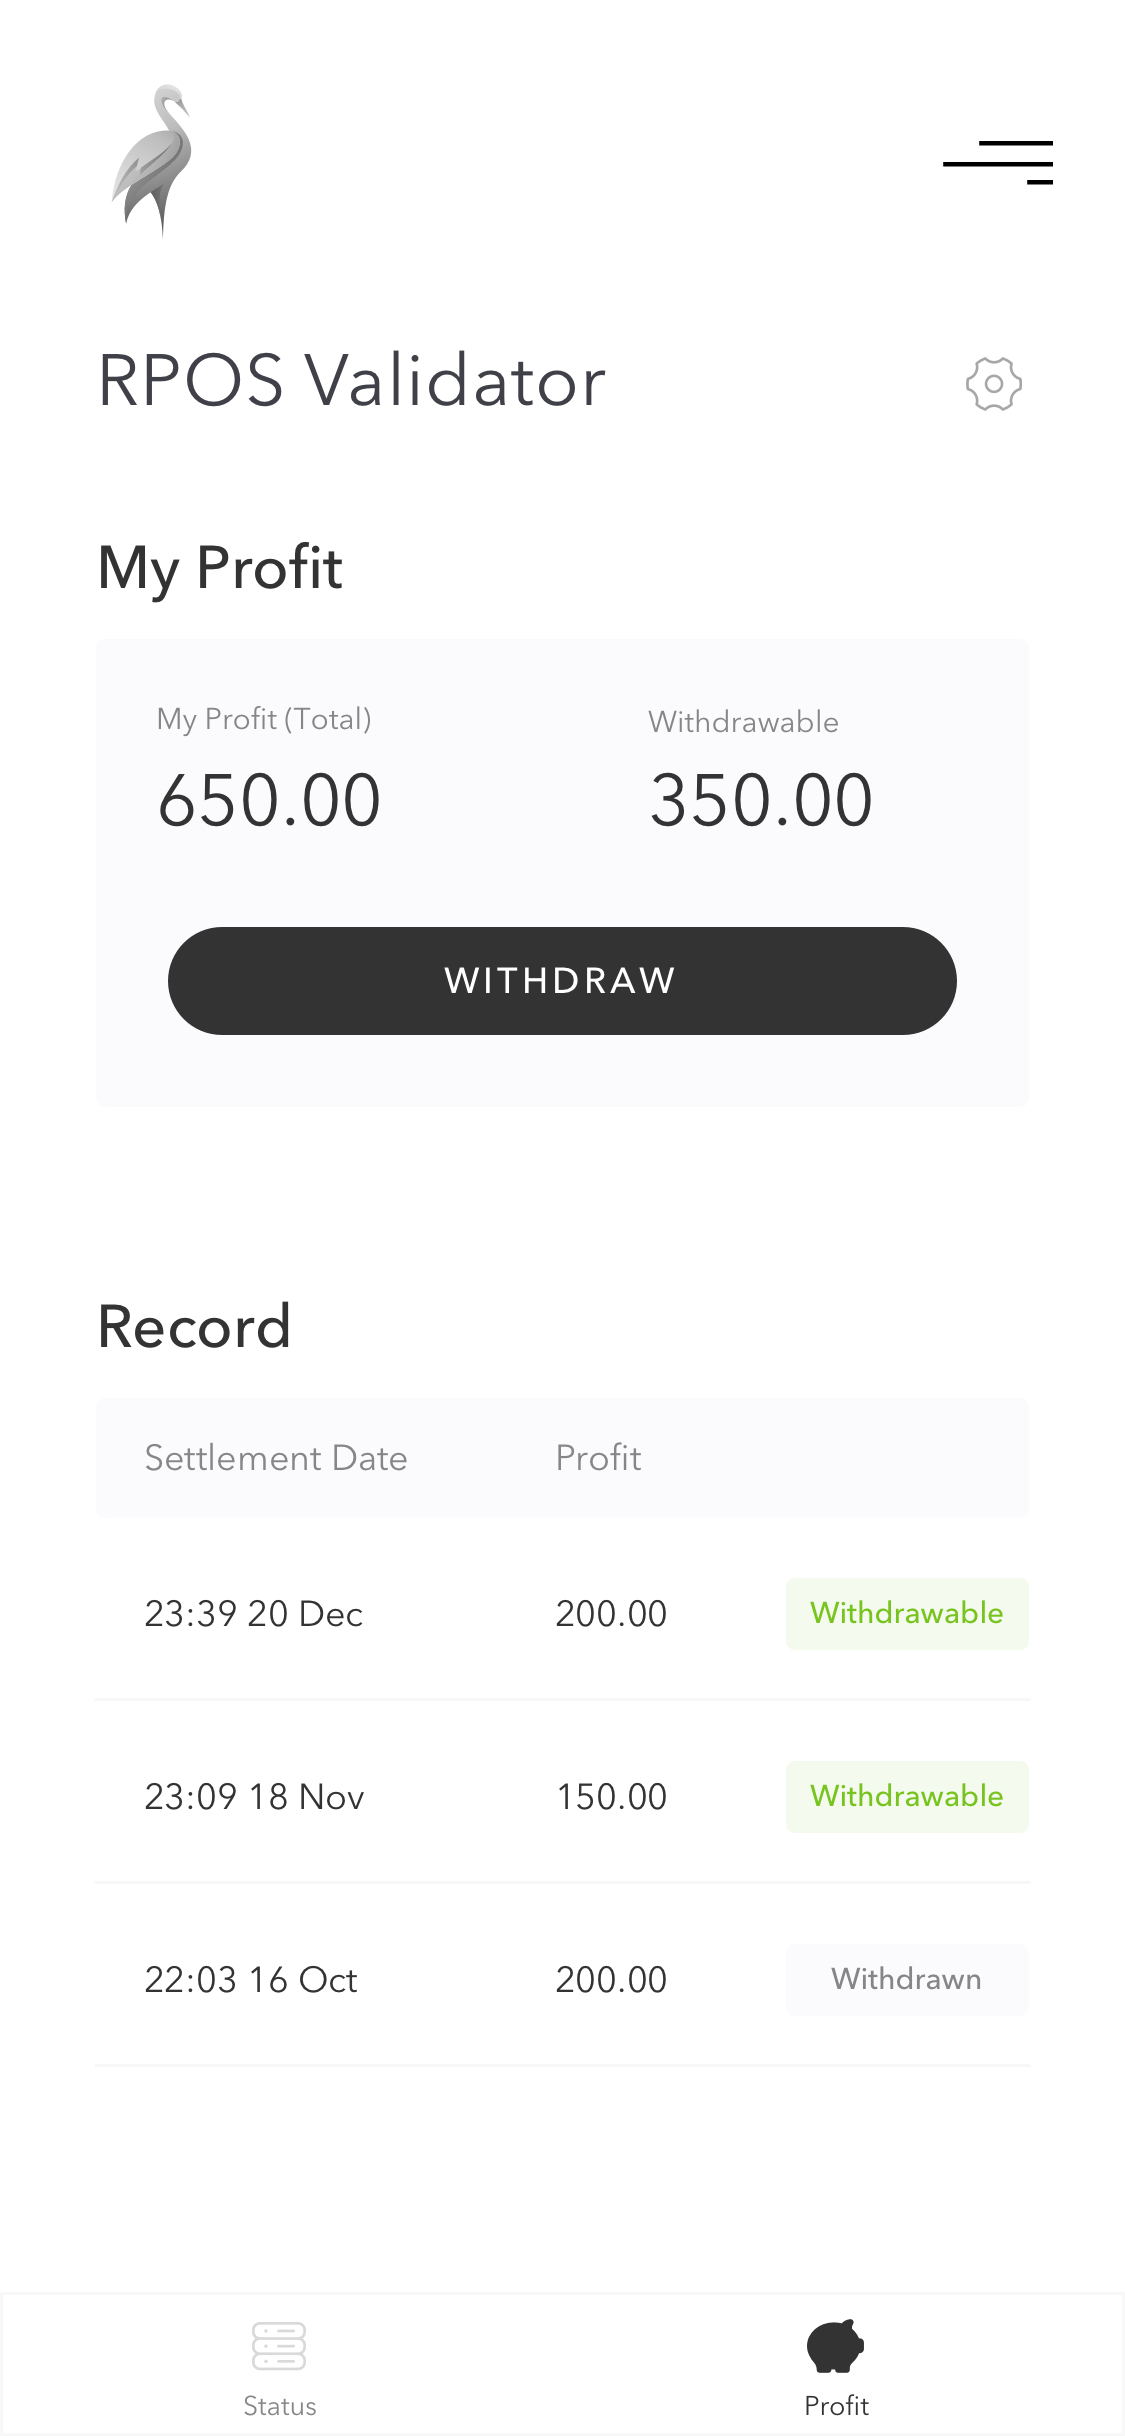 RPOS Validator
My Profit
My Profit (Total)
Withdrawable
650.00
350.00
WITHDRAW
Record
Settlement Date Profit
23:39 20 Dec 200.00 Withdrawable
23:09 18 Nov 150.00 Withdrawable
22:03 16 Oct 200.00 Withdrawn
Status Profit